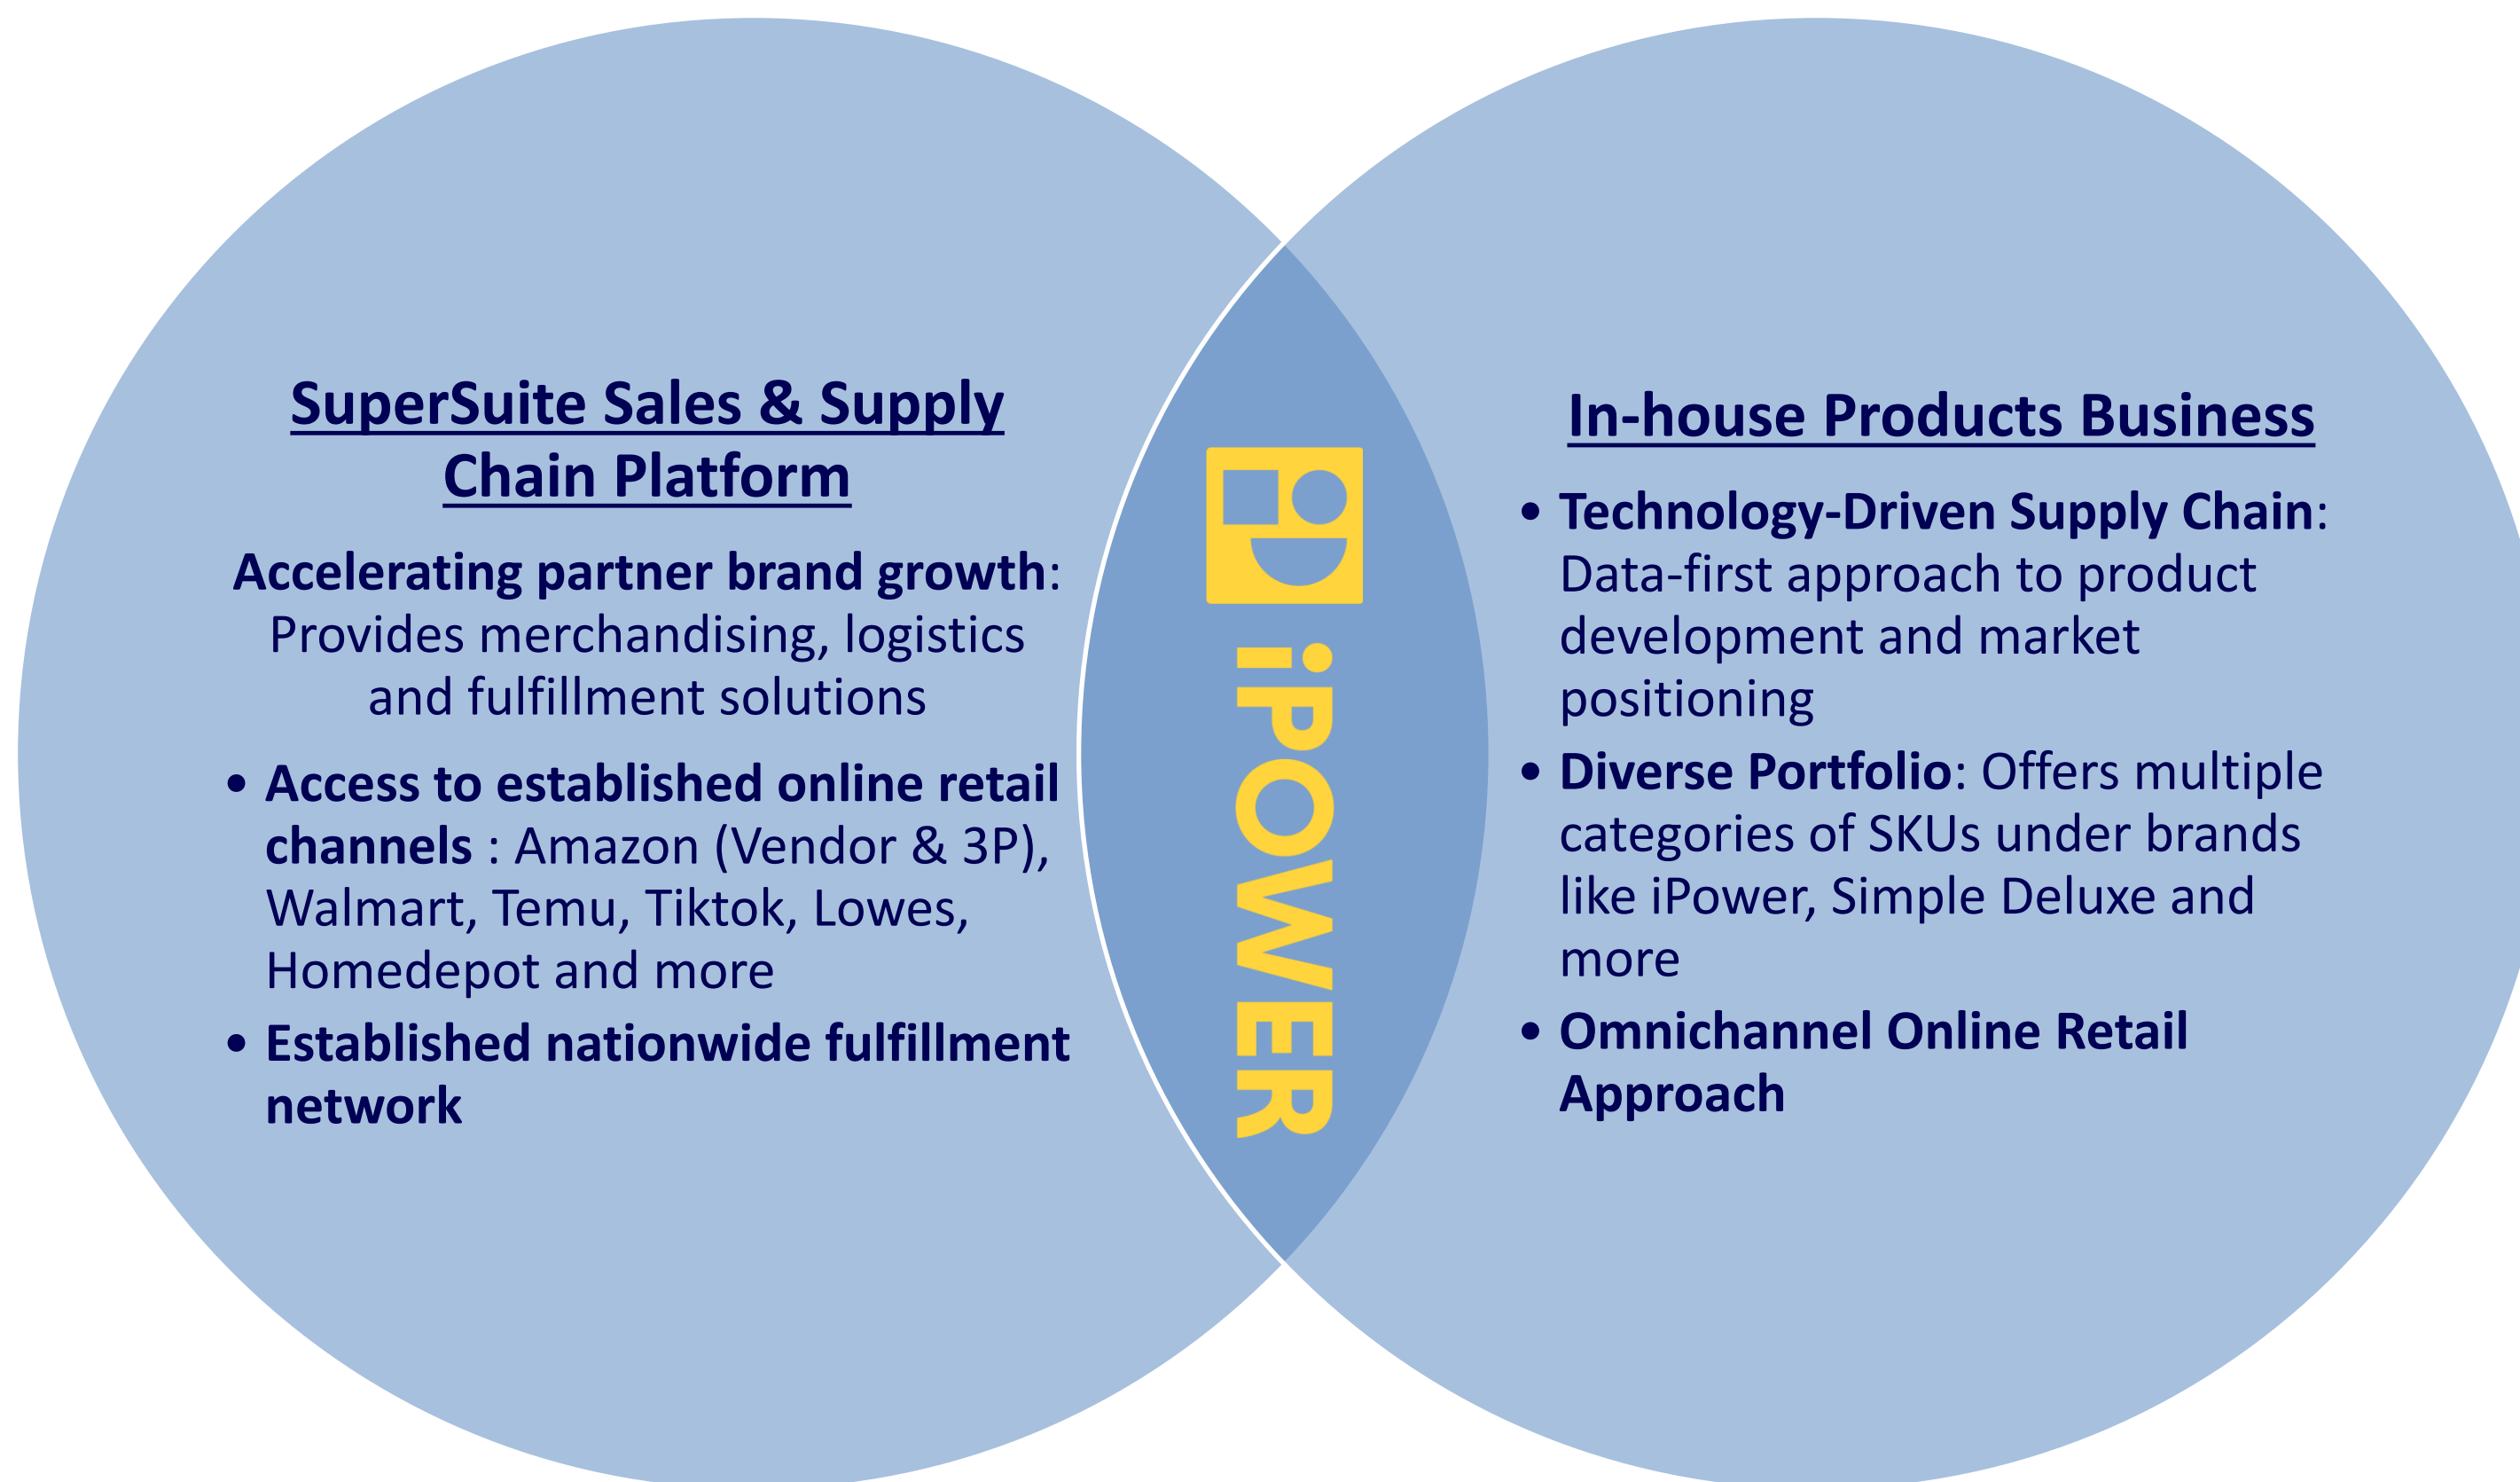 SuperSuite Sales & Supply
Chain Platform
Accelerating partner brand growth:
Provides merchandising, logistics
and fulfillment solutions
• Access to established online retail
channels : Amazon (Vendor & 3P),
Walmart, Temu, Tiktok, Lowes,
Homedepot and more
• Established nationwide fulfillment
network
iPOWER
In-house Products Business
• Technology-Driven Supply Chain:
Data-first approach to product
development and market
positioning
• Diverse Portfolio: Offers multiple
categories of SKUs under brands
like iPower, Simple Deluxe and
more
• Omnichannel Online Retail
Approach